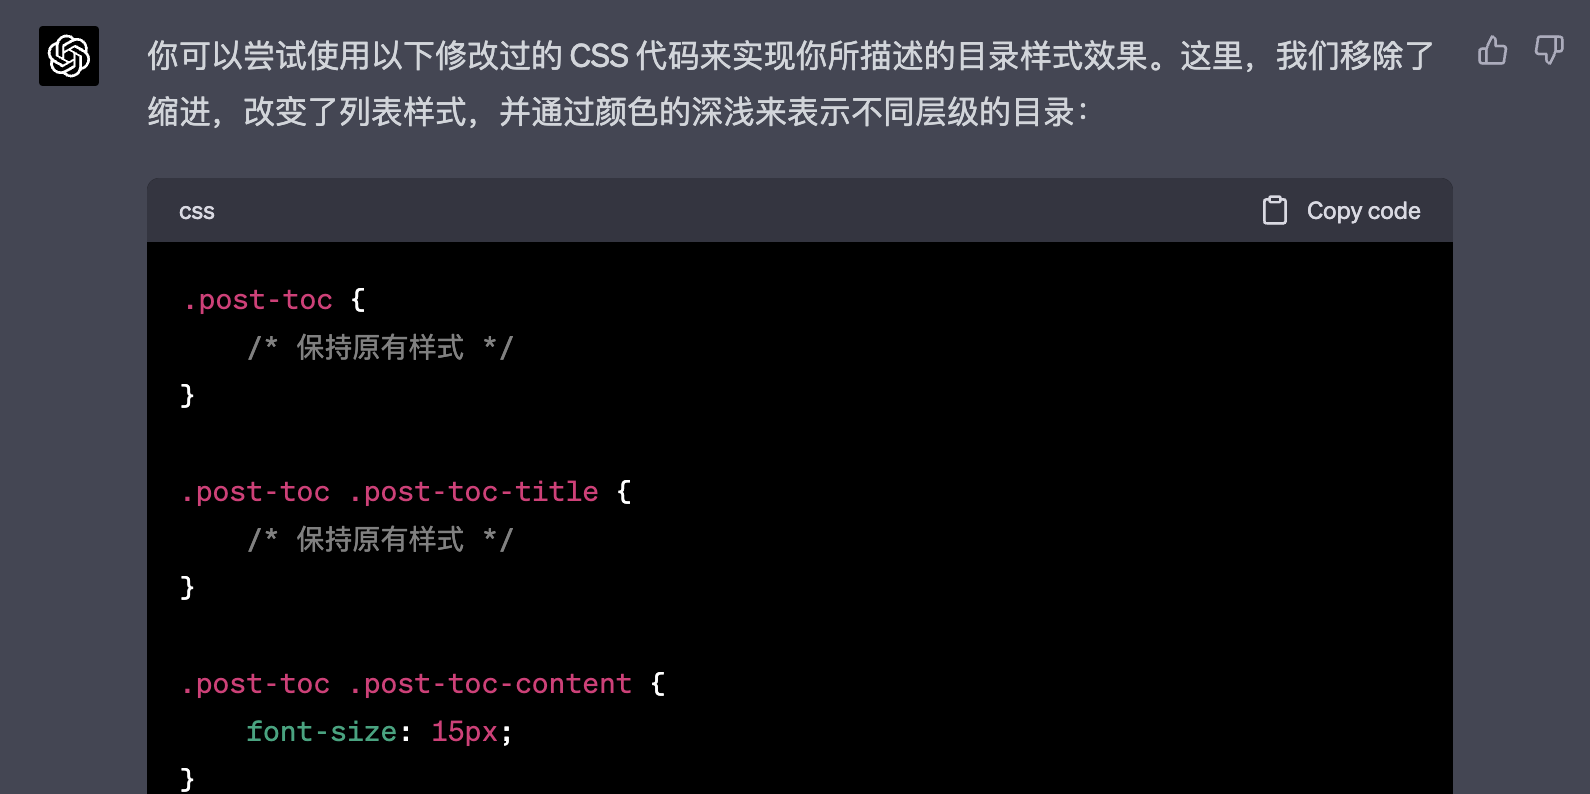 你可以尝试使用以下修改过的 CSS 代码来实现你所描述的目录样式效果。这里，我们移除了
缩进，改变了列表样式，并通过颜色的深浅来表示不同层级的目录：
css
Copy code
.post-toc {
    /* 保持原有样式 */
}
.post-toc .post-toc-title {
    /* 保持原有样式 */
}
.post-toc .post-toc-content {
    font-size: 15px;
}